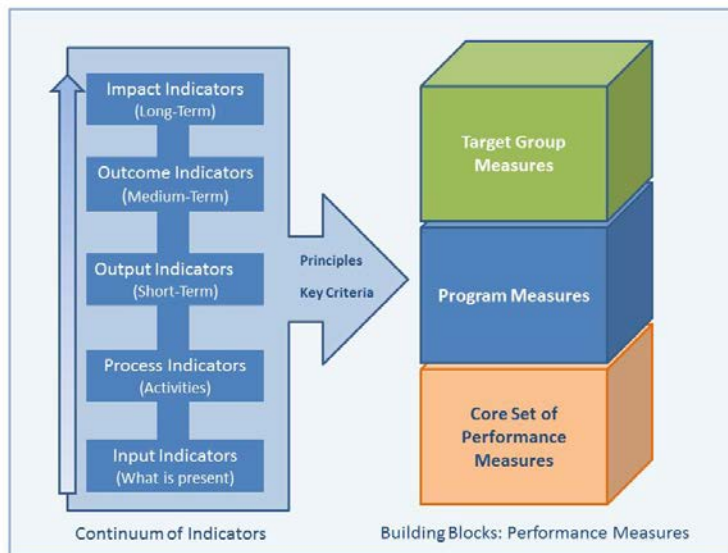 Impact Indicators
(Long-Term)
Outcome Indicators
(Medium-Term)
Output Indicators
(Short-Term)
Process Indicators
(Activities)
Input Indicators
(What is present)
Continuum of Indicators
Principles
Key Criteria
Target Group
Measures
Program Measures
Core Set of
Performance
Measures
Building Blocks: Performance Measures